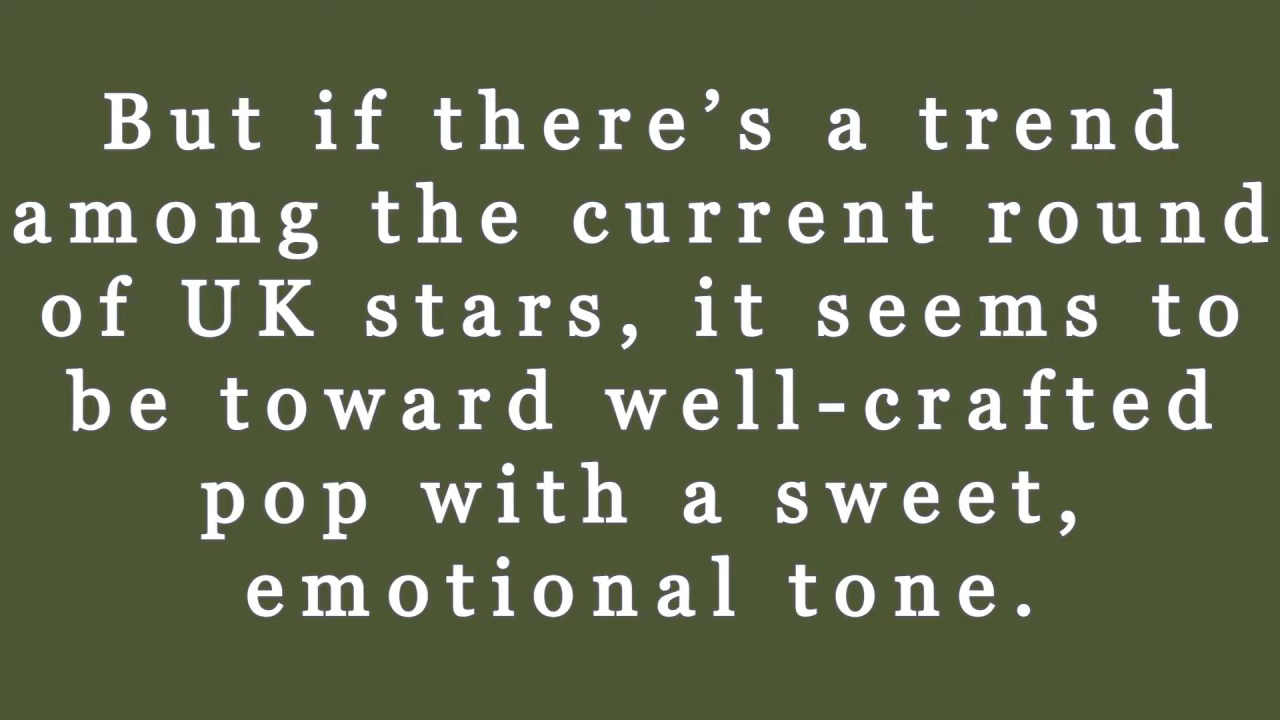 But if there’s a trend
among the current round
of UK stars, it seems to
be toward well-crafted
pop with a sweet,
emotional tone.